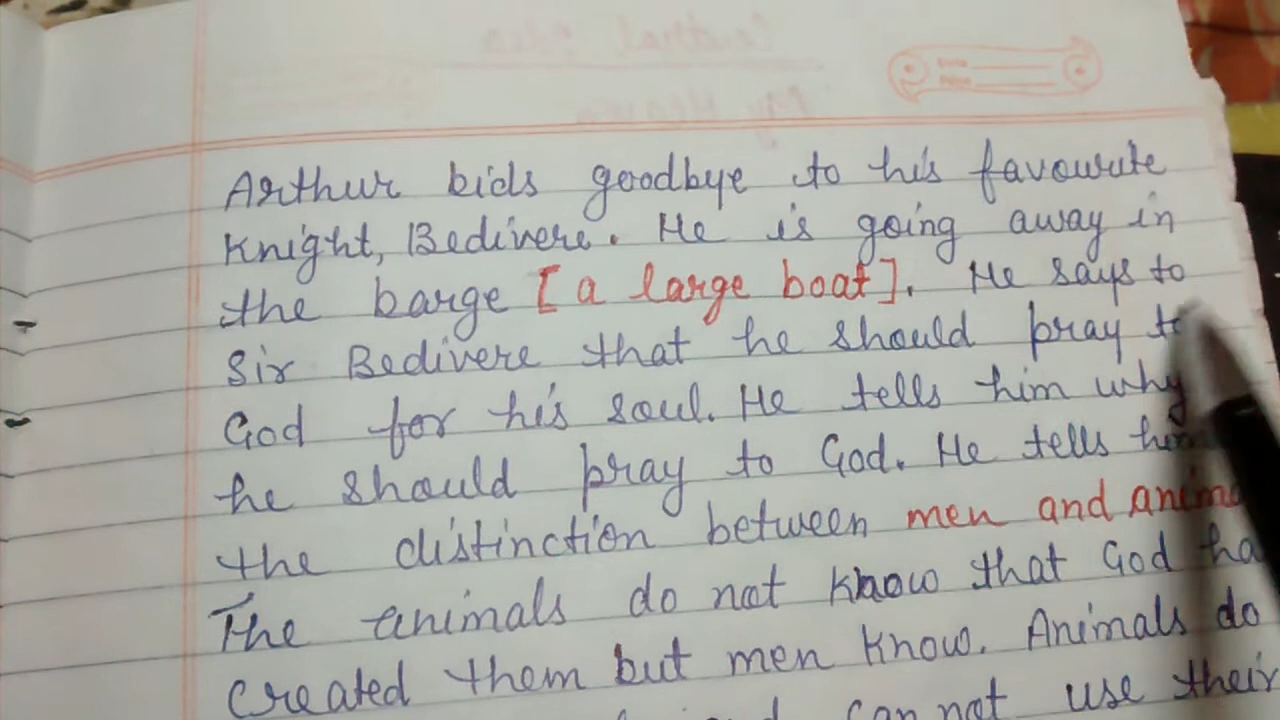 Arthur bids goodbye to his favourite
Knight, Bedivere. He is going away in
the barge [a large boat]. He says to
Sir Bedivere that he should pray to
God for his soul. He tells him why
he should pray to God. He tells him
the distinction between men and
The animals do not know that God
created them but men know. Animals do
can not use their